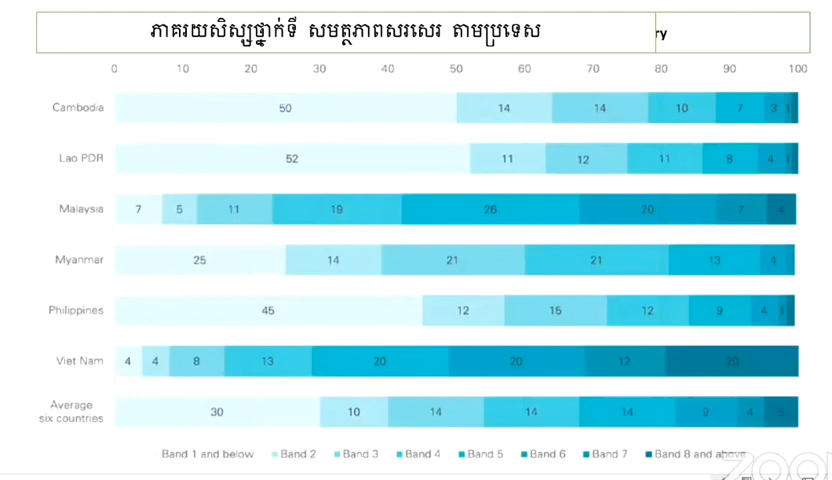 ភាគរយសិស្សថ្នាក់ទី សមត្ថភាពសរសេរ តាមប្រទេស ry
0 10 20 30 40 50 60 70 80 90 100
Cambodia 50 14 14 10 7 3 1
Lao PDR 52 11 12 11 8 4 1
Malaysia 7 5 11 19 26 20 7 4
Myanmar 25 14 21 21 13 4
Philippines 45 12 15 12 9 4 1
Viet Nam 4 4 8 13 20 20 12 20
Average
six countries 30 10 14 14 14 9 4 5
Band 1 and below Band 2 Band 3 Band 4 Band 5 Band 6 Band 7 Band 8 and above